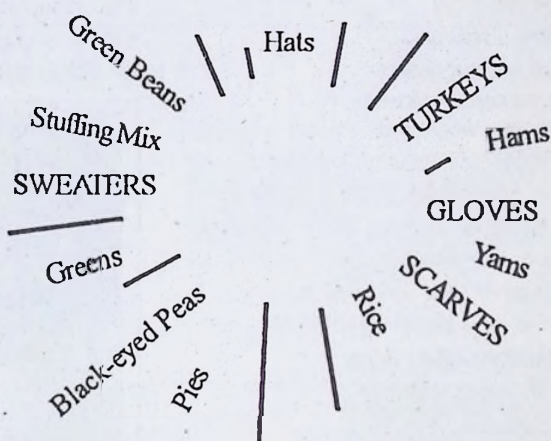 Hats
TURKEYS
Hams
GLOVES
Yams
SCARVES
Rice
Pies
Black-eyed Peas
Greens
SWEATERS
Stuffing Mix
Green Beans